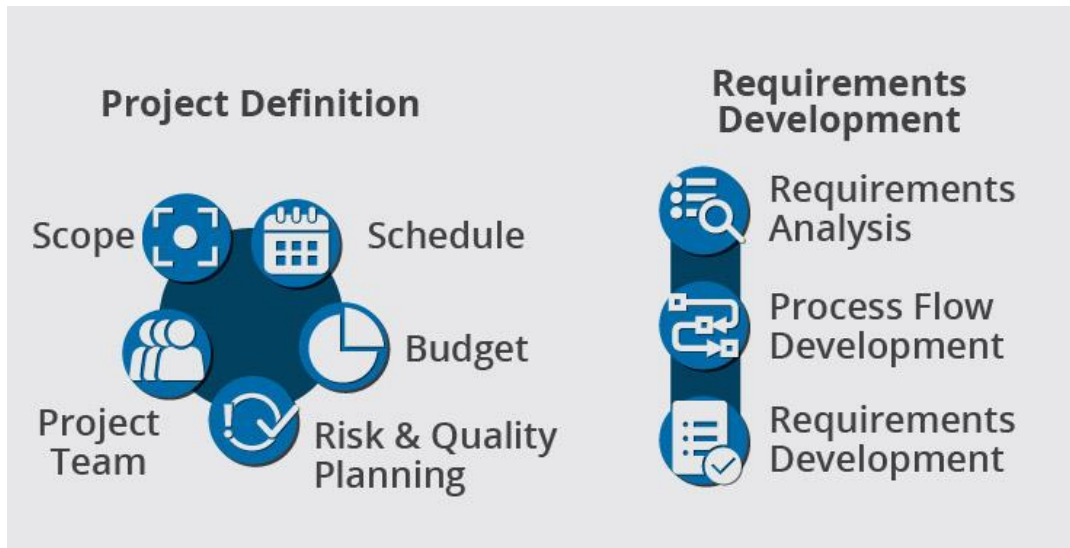 Project Definition
Scope
Schedule
Budget
Risk & Quality
Planning
Project
Team
Requirements
Development
Requirements
Analysis
Process Flow
Development
Requirements
Development